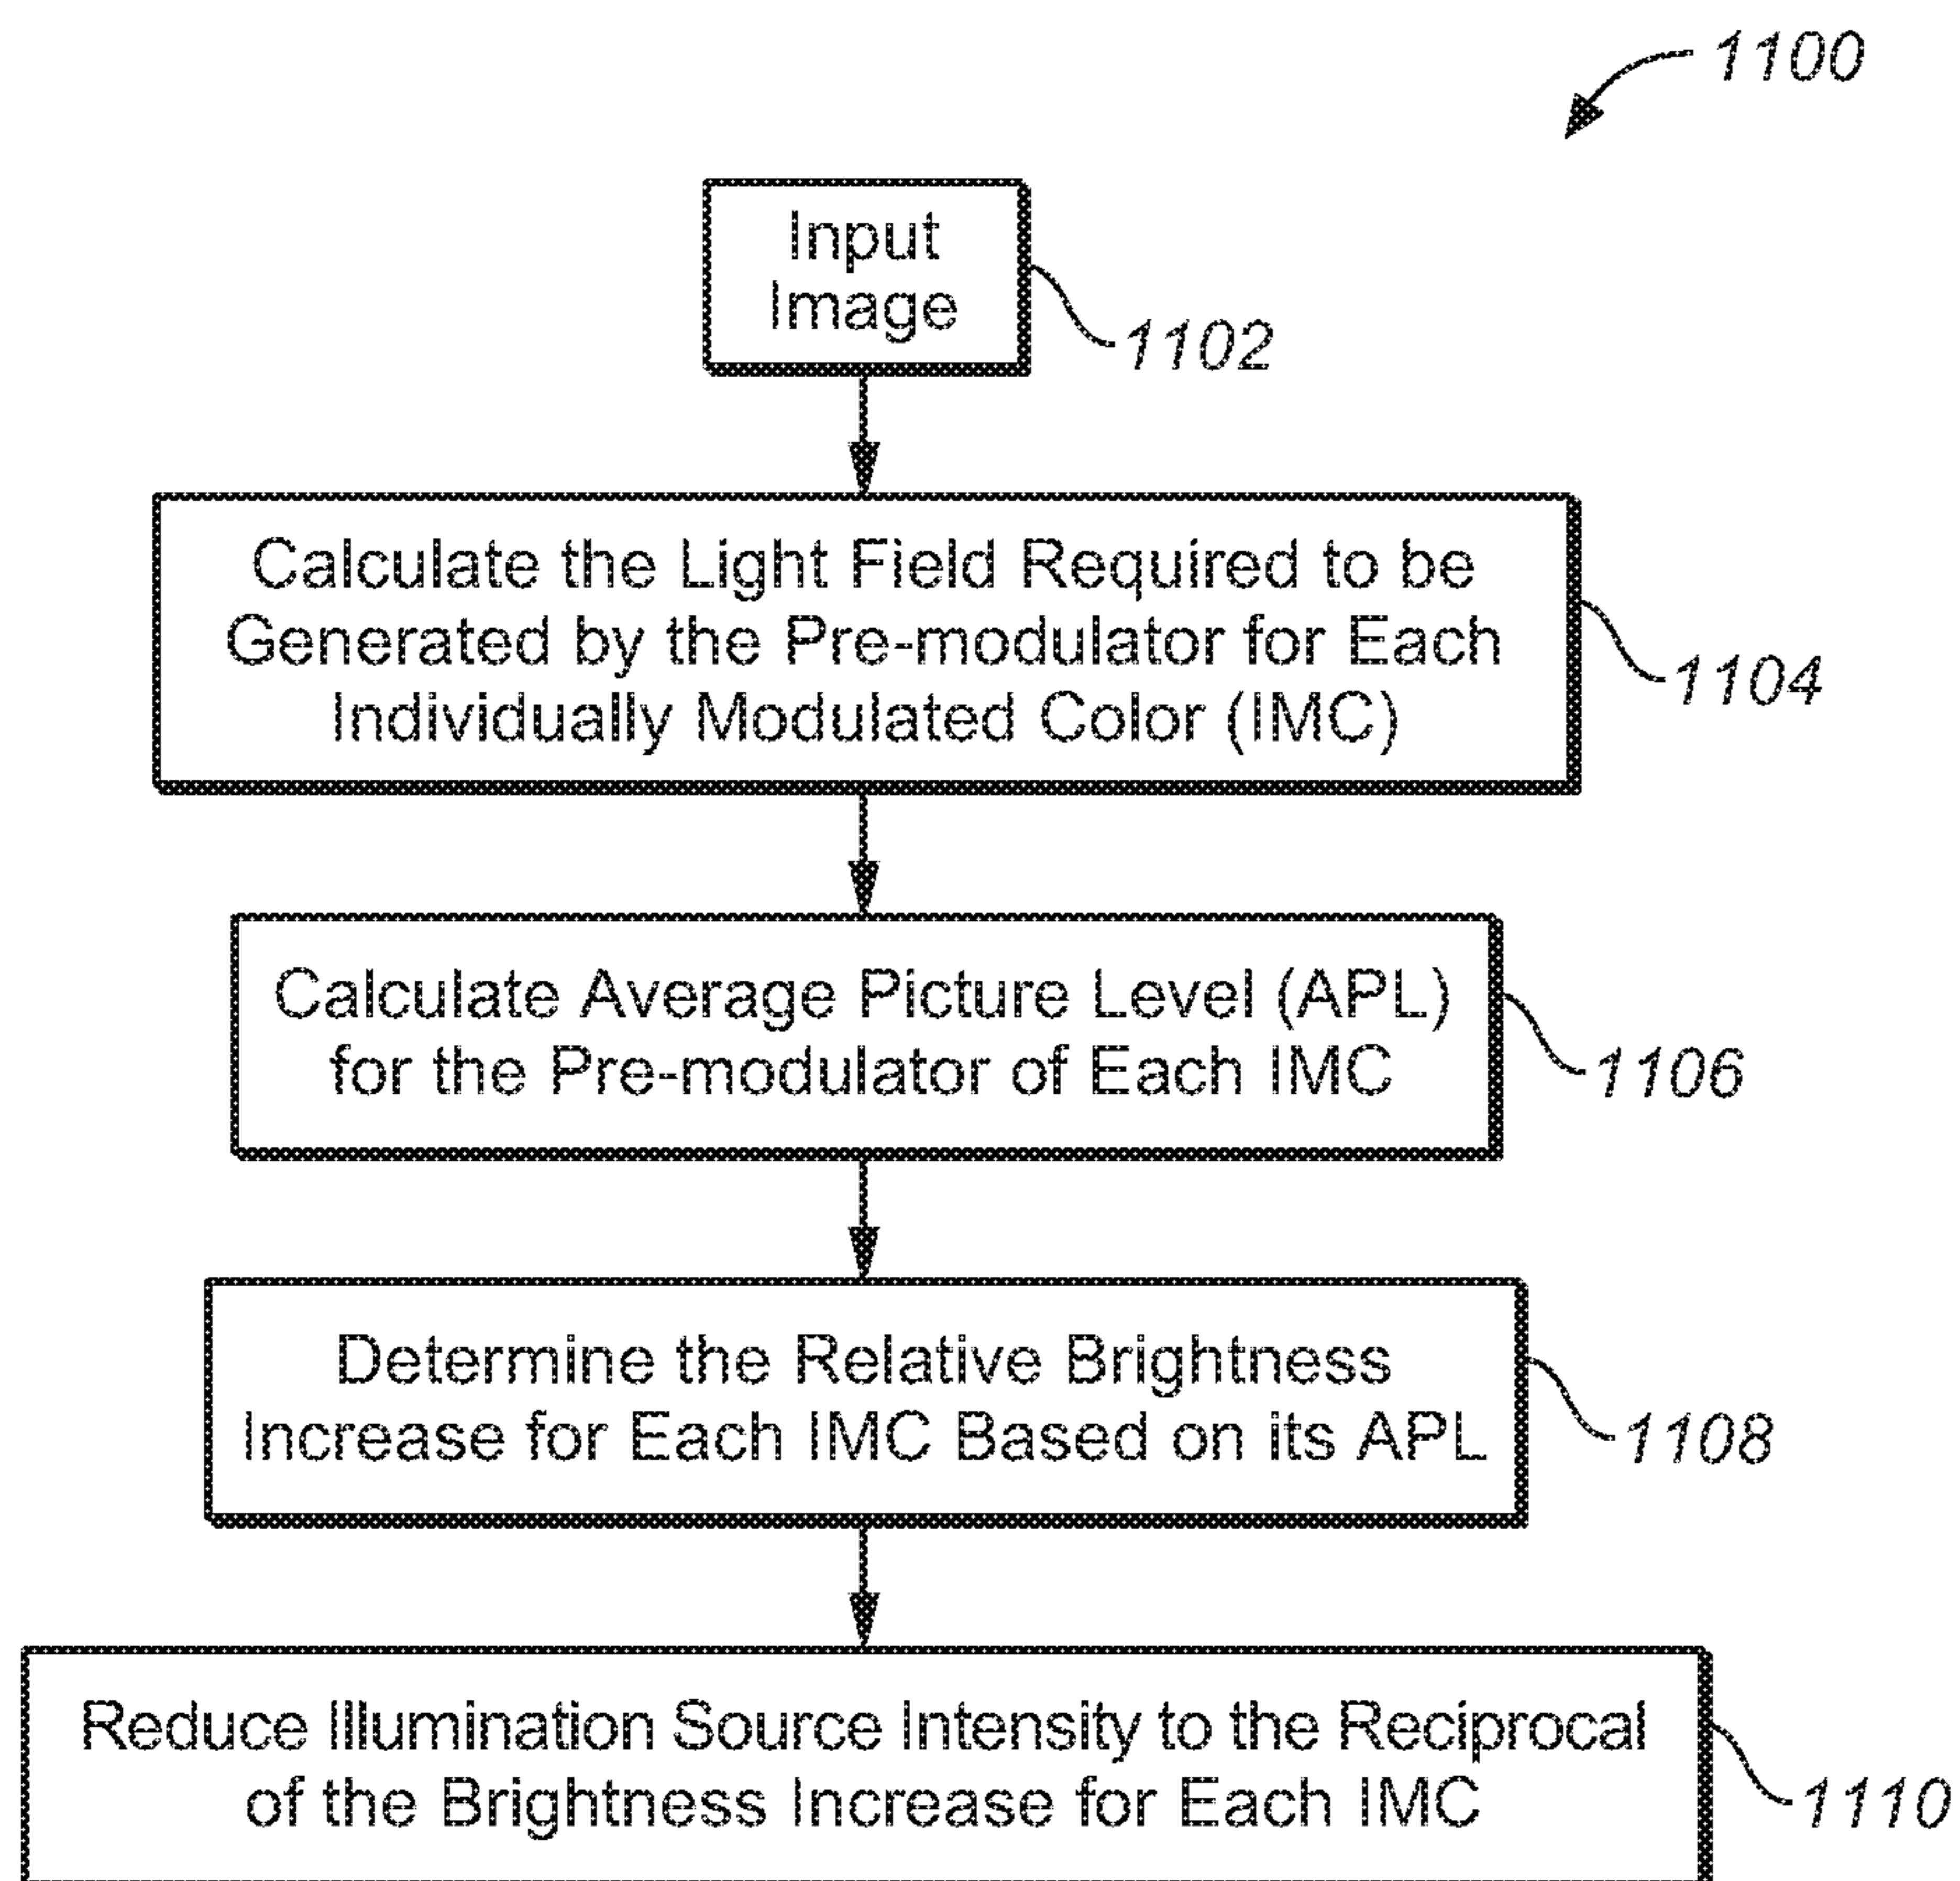 1100
Input
Image
1102
Calculate the Light Field Required to be
Generated by the Pre-modulator for Each
Individually Modulated Color (IMC)
1104
Calculate Average Picture Level (APL)
for the Pre-modulator of Each IMC
1106
Determine the Relative Brightness
Increase for Each IMC Based on its APL
1108
Reduce Illumination Source Intensity to the Reciprocal
of the Brightness Increase for Each IMC
1110